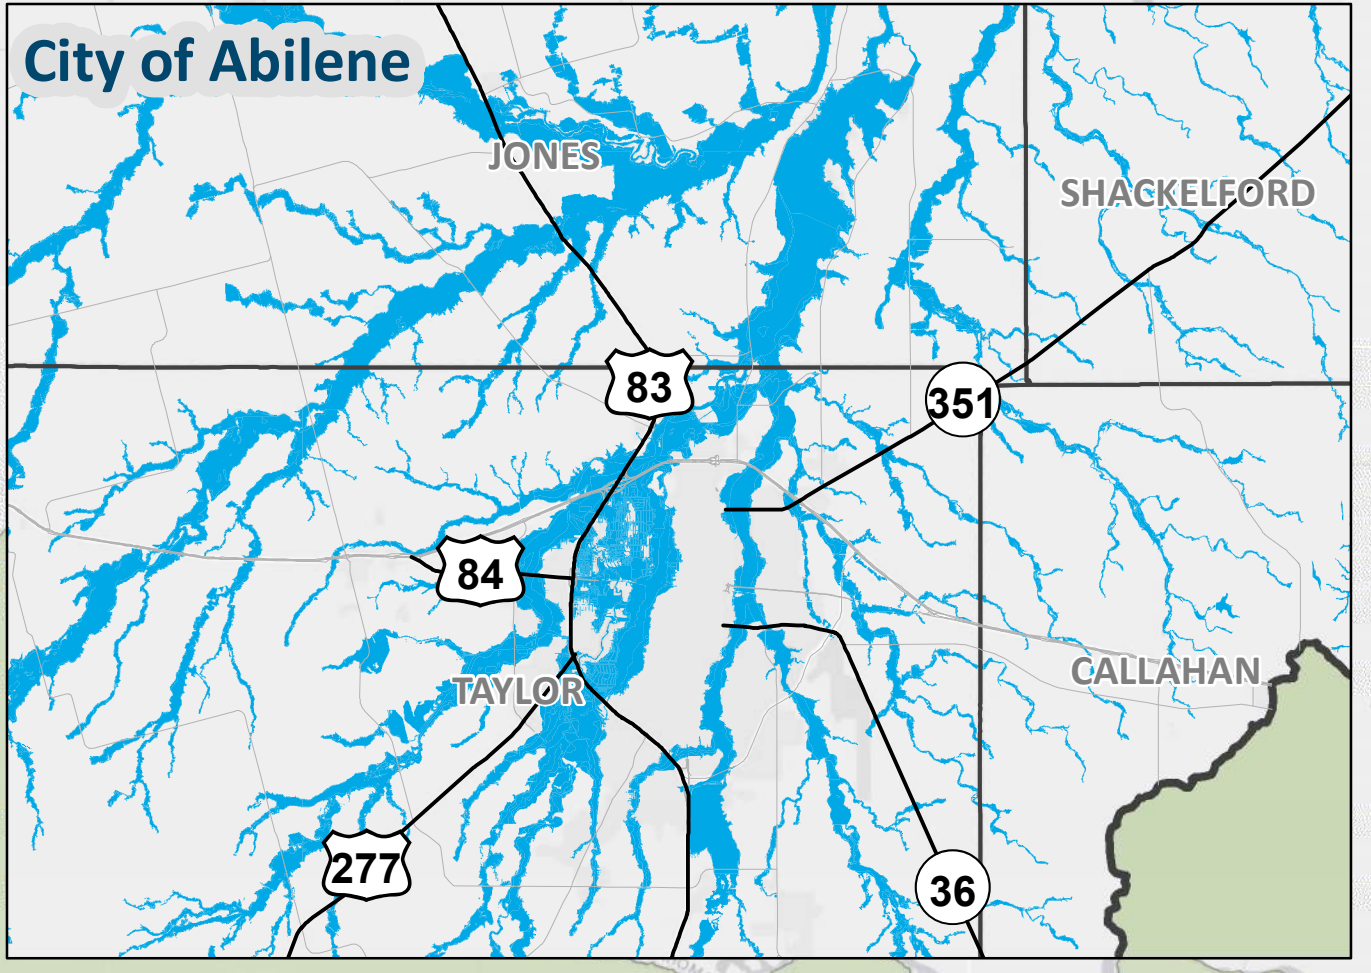 City of Abilene
JONES
SHACKELFORD
83
351
84
CALLAHAN
TAYLOR
277
36